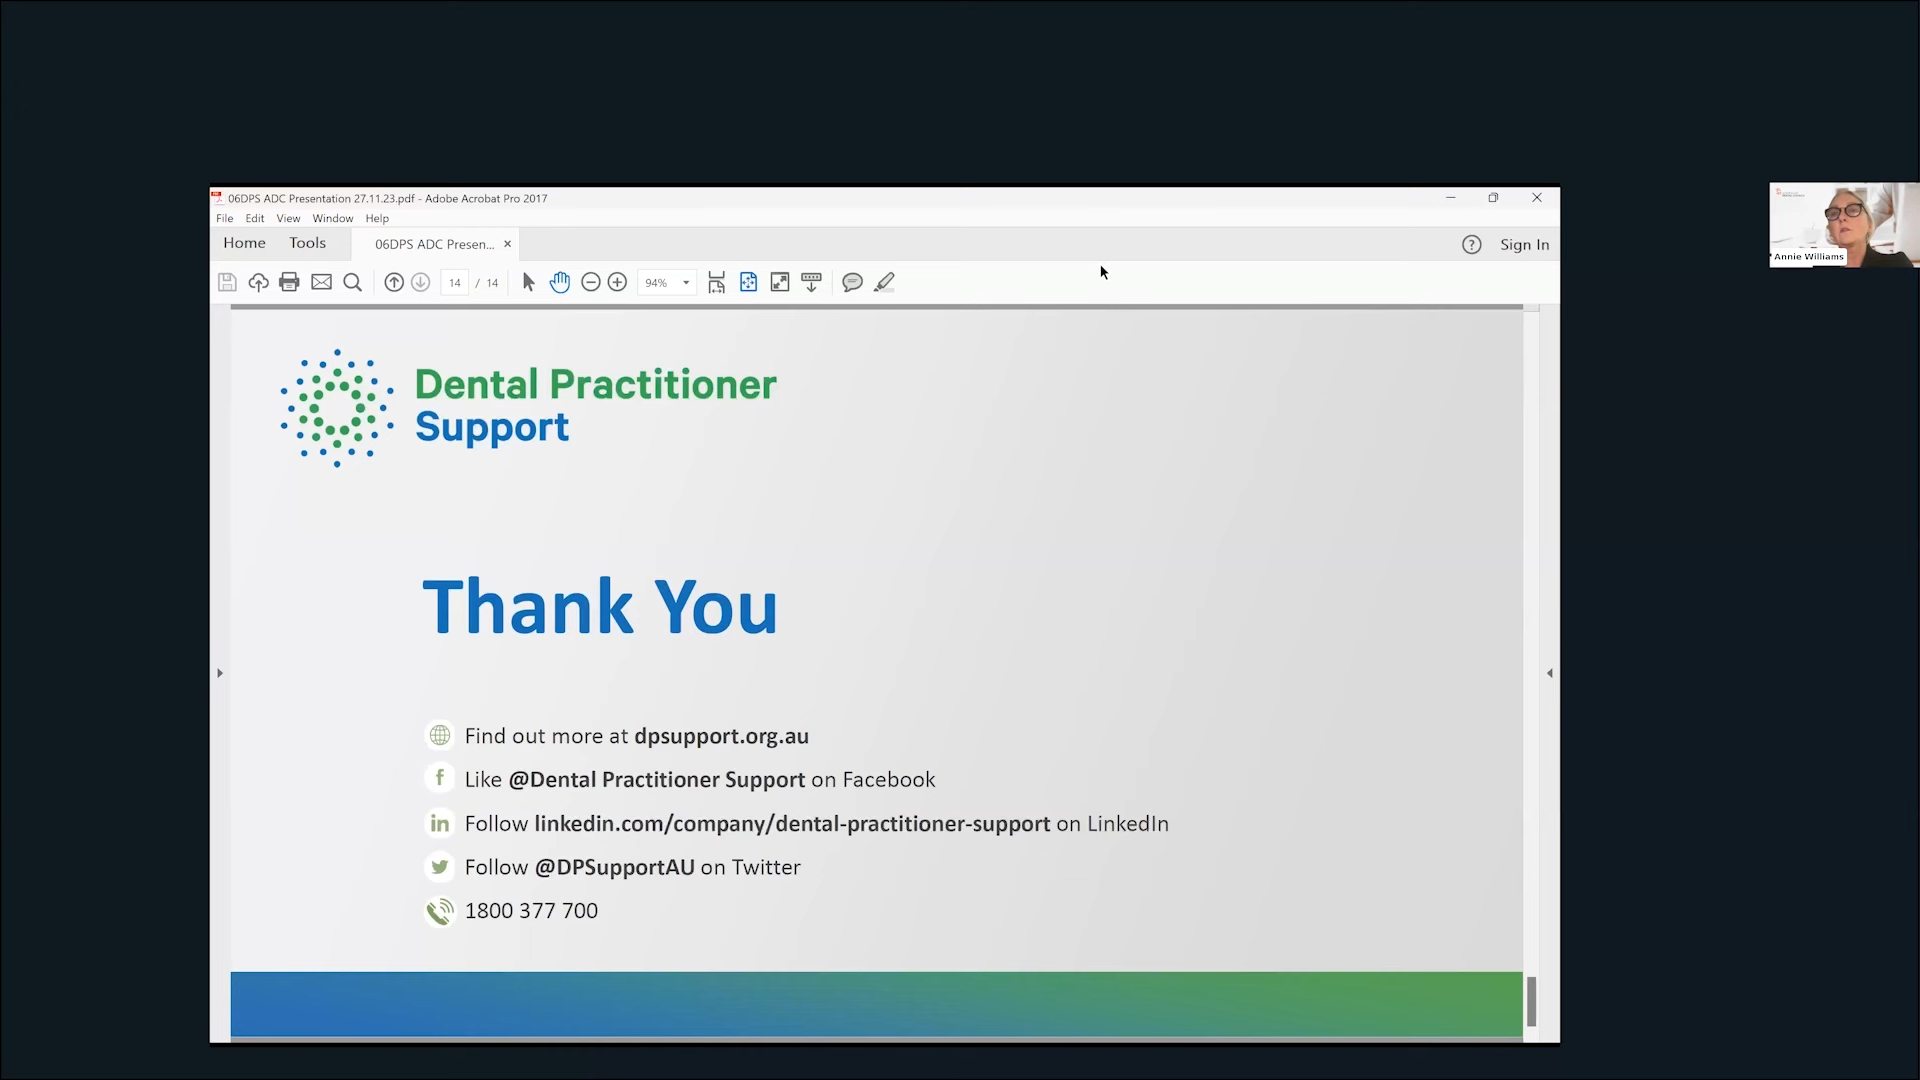 06DPS ADC Presentation 27.11.23.pdf - Adobe Acrobat Pro 2017
File Edit View Window Help
Home Tools 06DPS ADC Presen... × Sign In
14 / 14 94%
Annie Williams
Dental Practitioner
Support
Thank You
Find out more at dpsupport.org.au
Like @Dental Practitioner Support on Facebook
Follow linkedin.com/company/dental-practitioner-support on LinkedIn
Follow @DPSupportAU on Twitter
1800 377 700